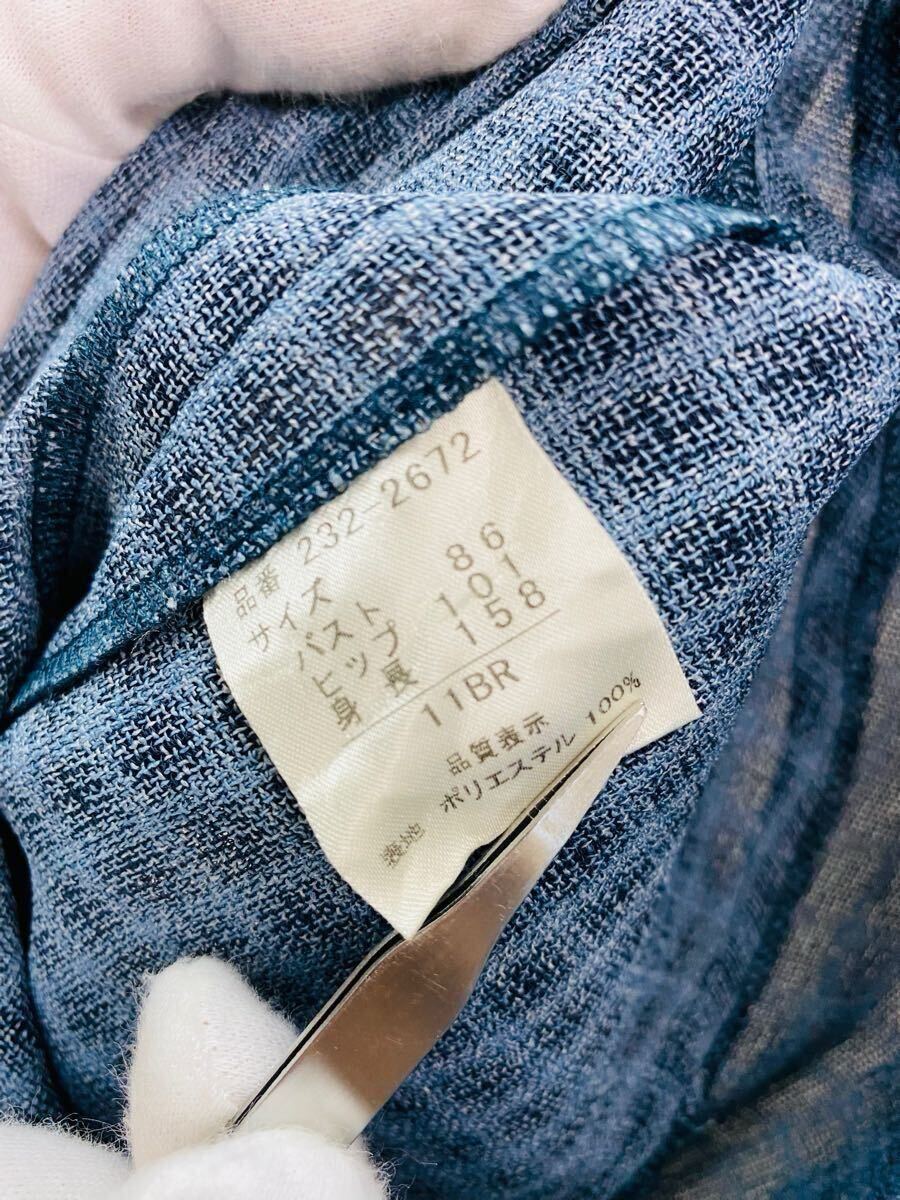 品番 232-2672
サイズ
バスト 86
ヒップ 101
身長 158
11BR
品質表示
ポリエステル 100%
表地